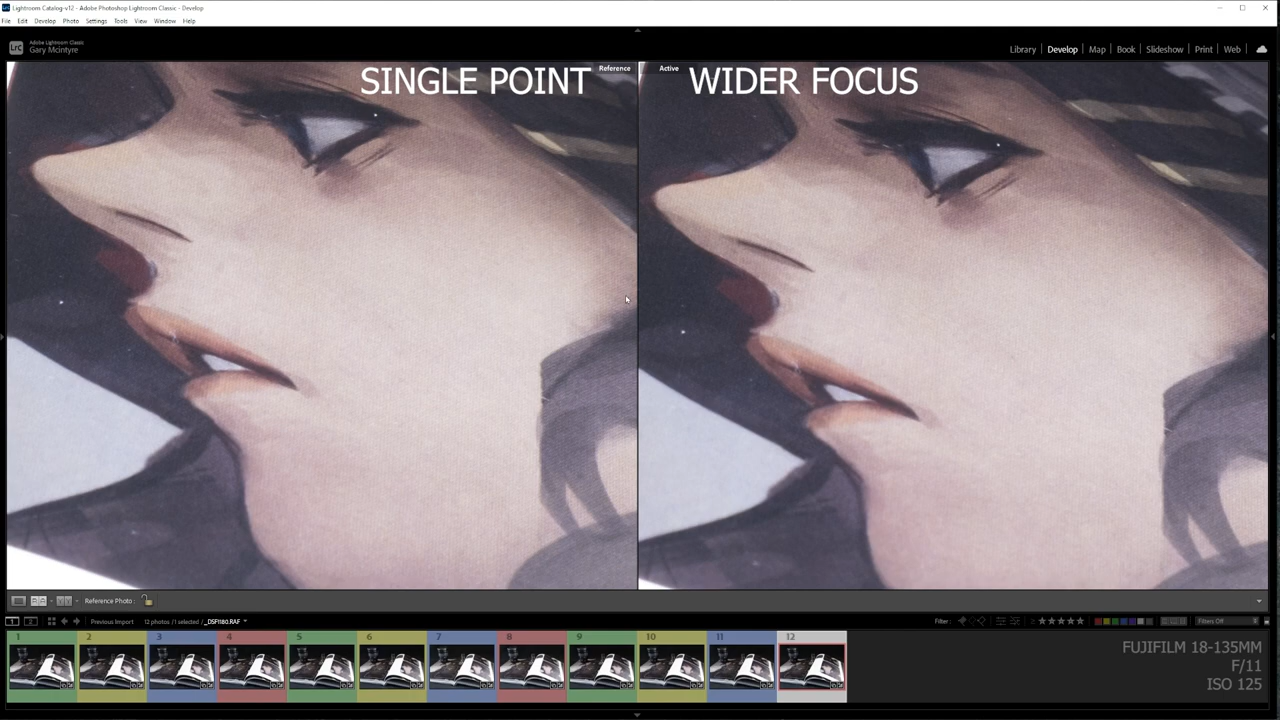 Lightroom Catalog-v12 - Adobe Photoshop Lightroom Classic - Develop
File Edit Develop Photo Settings Tools View Window Help
LrC Adobe Lightroom Classic
Gary McIntyre
Library | Develop | Map | Book | Slideshow | Print | Web
SINGLE POINT Reference Active WIDER FOCUS
Reference Photo :
1 2 Previous Import 12 photos / 1 selected / _DSF1180.RAF Filter : Filters Off
1 2 3 4 5 6 7 8 9 10 11 12
FUJIFILM 18-135MM
F/11
ISO 125